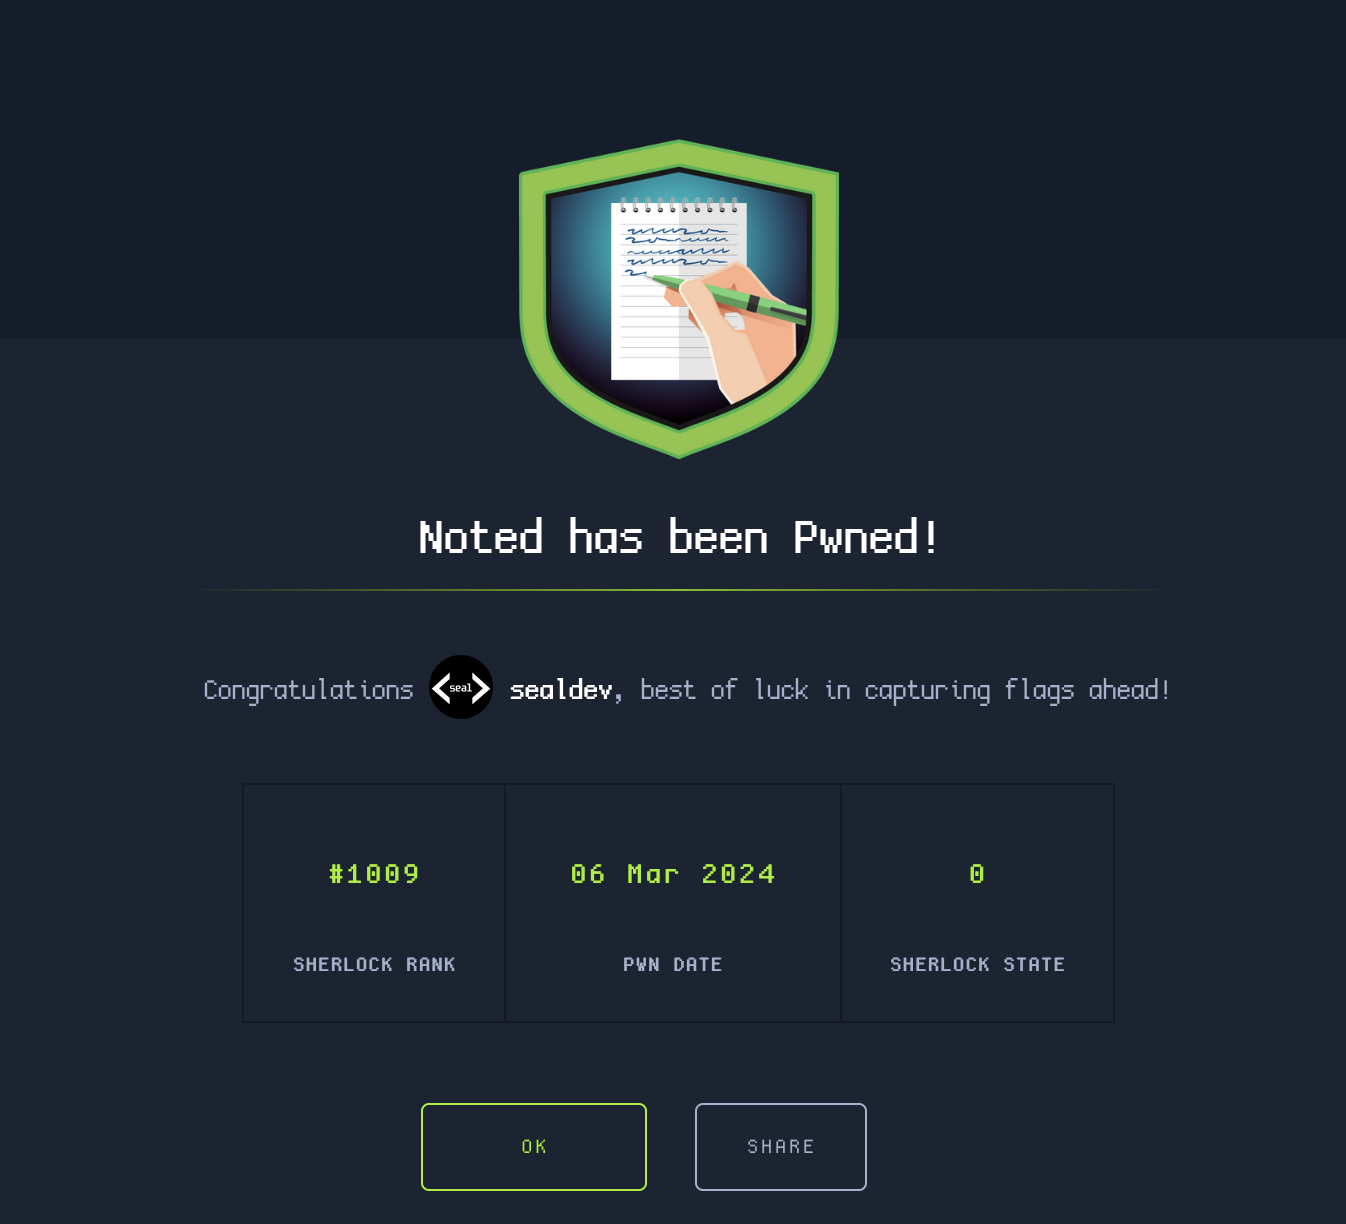 Noted has been Pwned!
Congratulations seal sealdev, best of luck in capturing flags ahead!
#1009 06 Mar 2024 0
SHERLOCK RANK PWN DATE SHERLOCK STATE
OK SHARE